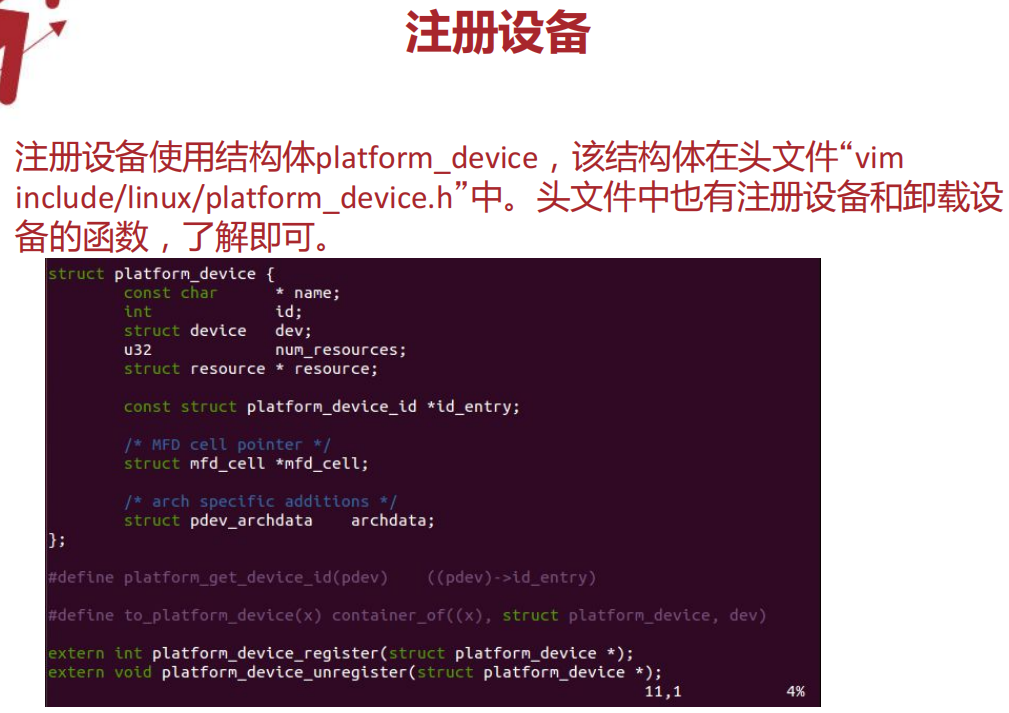 注册设备
注册设备使用结构体platform_device，该结构体在头文件“vim
include/linux/platform_device.h”中。头文件中也有注册设备和卸载设
备的函数，了解即可。
struct platform_device {
const char * name;
int id;
struct device dev;
u32 num_resources;
struct resource * resource;
const struct platform_device_id *id_entry;
/* MFD cell pointer */
struct mfd_cell *mfd_cell;
/* arch specific additions */
struct pdev_archdata archdata;
};
#define platform_get_device_id(pdev) ((pdev)->id_entry)
#define to_platform_device(x) container_of((x), struct platform_device, dev)
extern int platform_device_register(struct platform_device *);
extern void platform_device_unregister(struct platform_device *);
11,1 4%